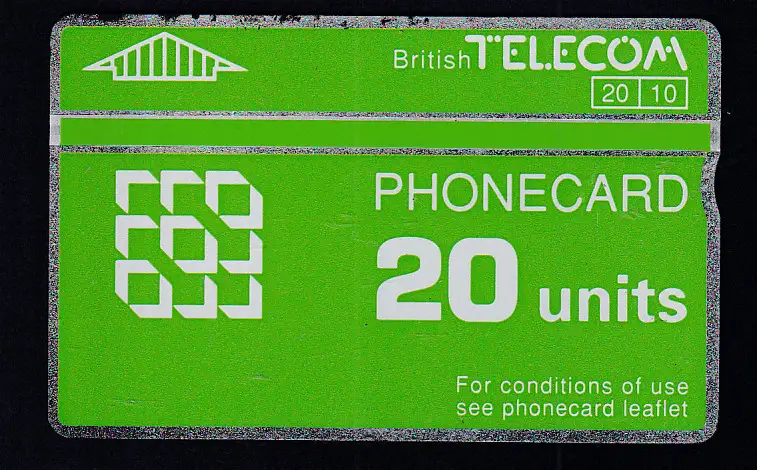 British TELECOM
20 10
PHONECARD
20 units
For conditions of use
see phonecard leaflet